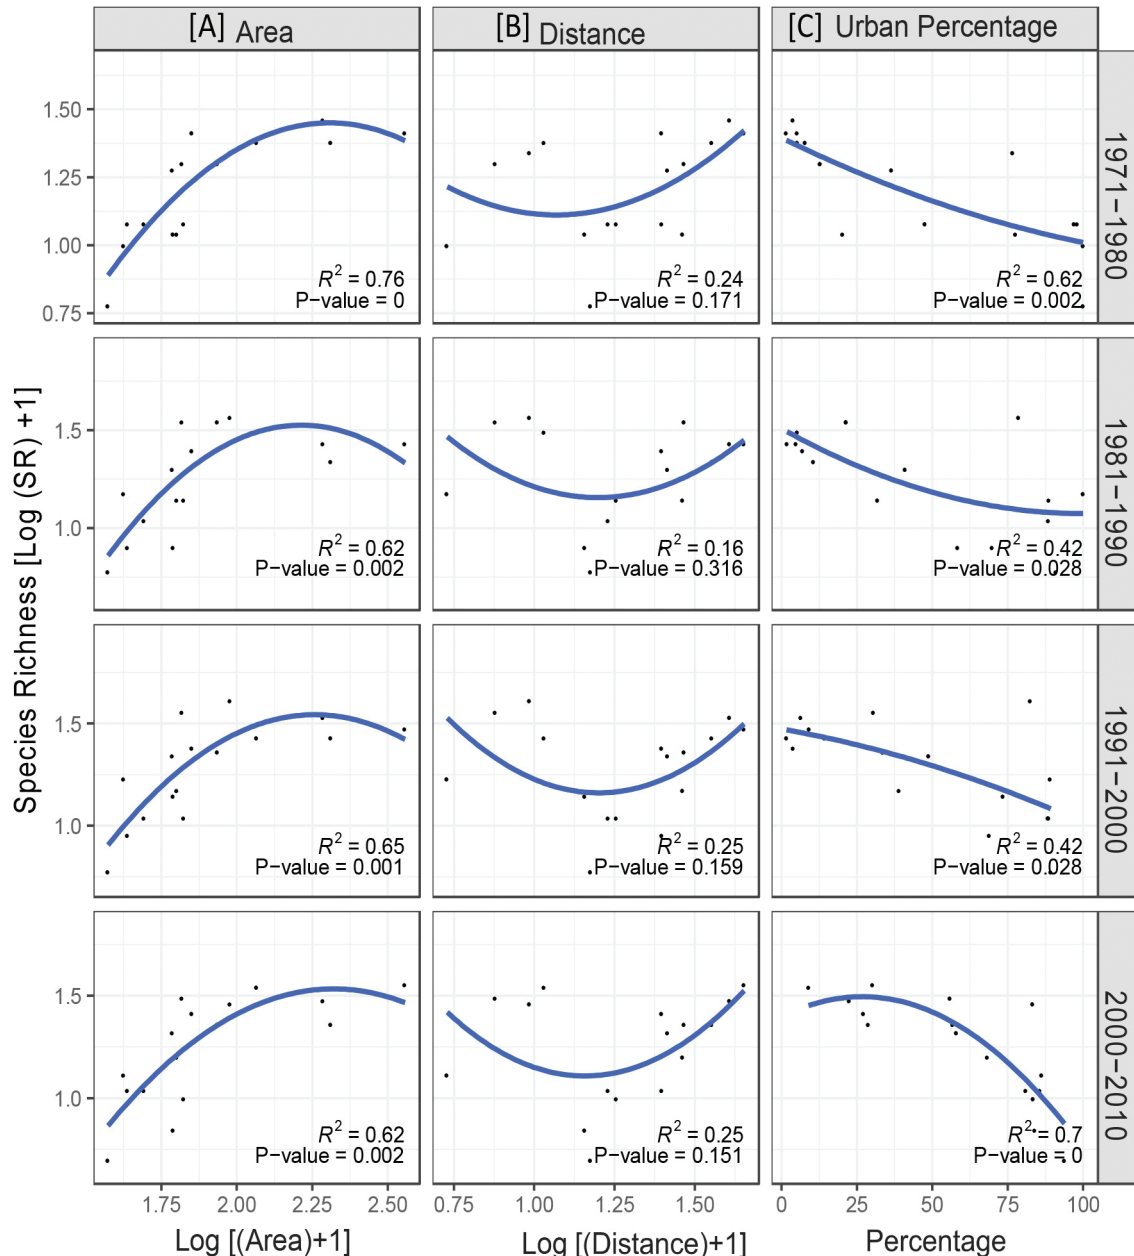 [A] Area
[B] Distance
[C] Urban Percentage
Species Richness [Log (SR) +1]
1.50
1.25
1.00
0.75
R² = 0.76
P−value = 0
R² = 0.24
P−value = 0.171
R² = 0.62
P−value = 0.002
1971−1980
1.5
1.0
R² = 0.62
P−value = 0.002
R² = 0.16
P−value = 0.316
R² = 0.42
P−value = 0.028
1981−1990
1.5
1.0
R² = 0.65
P−value = 0.001
R² = 0.25
P−value = 0.159
R² = 0.42
P−value = 0.028
1991−2000
1.5
1.0
R² = 0.62
P−value = 0.002
R² = 0.25
P−value = 0.151
R² = 0.7
P−value = 0
2000−2010
1.75 2.00 2.25 2.50
0.75 1.00 1.25 1.50
0 25 50 75 100
Log [(Area)+1]
Log [(Distance)+1]
Percentage